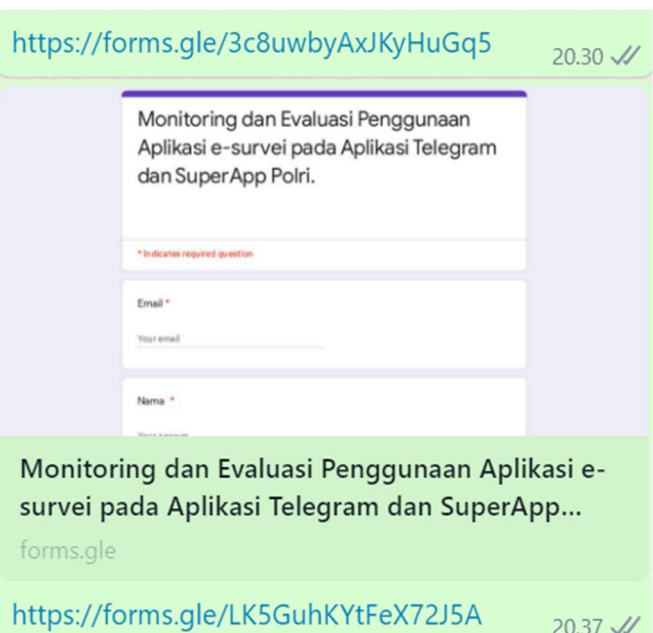 https://forms.gle/3c8uwbyAxJKyHuGq5
20.30
Monitoring dan Evaluasi Penggunaan
Aplikasi e-survei pada Aplikasi Telegram
dan SuperApp Polri.
* Indicates required question
Email *
Your email
Nama *
Your answer
Monitoring dan Evaluasi Penggunaan Aplikasi e-
survei pada Aplikasi Telegram dan SuperApp...
forms.gle
https://forms.gle/LK5GuhKYtFeX72J5A
20.37